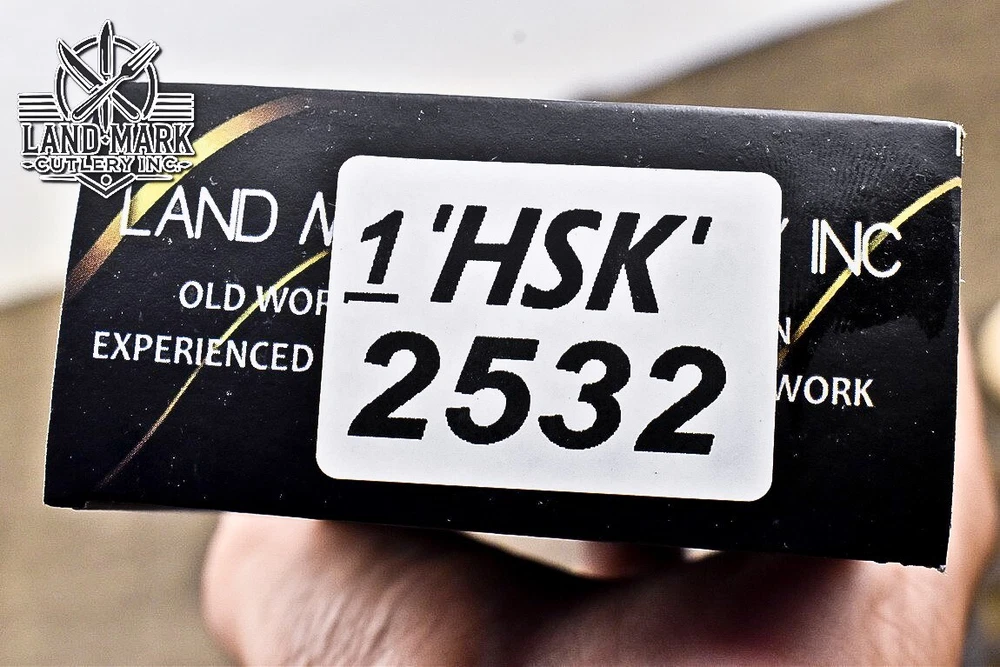 LAND MARK
CUTLERY INC.
LAND M
Y INC
1 'HSK'
2532
OLD WOR
N
EXPERIENCED
WORK